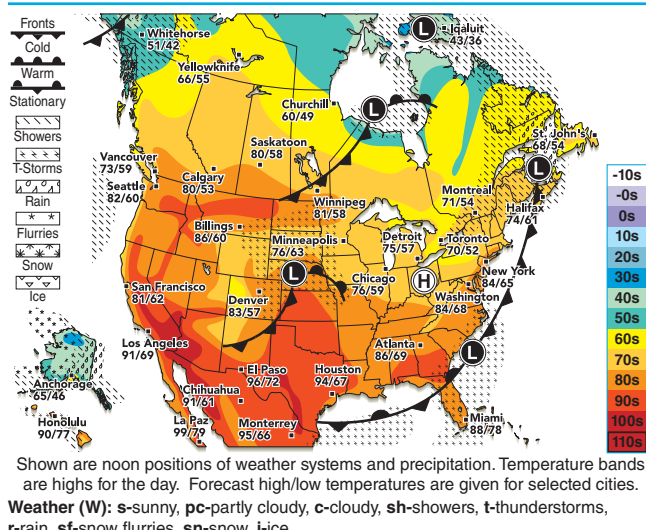 Fronts
Cold
Warm
Stationary
Showers
T-Storms
Rain
Flurries
Snow
Ice
Whitehorse
51/42
Yellowknife
66/55
L
Iqaluit
43/36
Churchill
60/49
L
St. John's
68/54
Saskatoon
80/58
Vancouver
73/59
Calgary
80/53
Seattle
82/60
Winnipeg
81/58
Montreal
71/54
L
Halifax
74/61
Billings
86/60
Minneapolis
76/63
Detroit
75/57
Toronto
70/52
L
Chicago
76/59
H
New York
84/65
San Francisco
81/62
Denver
83/57
Washington
84/68
Los Angeles
91/69
Atlanta
86/69
L
El Paso
96/72
Houston
94/67
Chihuahua
91/61
Anchorage
65/46
Honolulu
90/77
La Paz
99/79
Monterrey
95/66
Miami
88/78
-10s
-0s
0s
10s
20s
30s
40s
50s
60s
70s
80s
90s
100s
110s
Shown are noon positions of weather systems and precipitation. Temperature bands
are highs for the day. Forecast high/low temperatures are given for selected cities.
Weather (W): s-sunny, pc-partly cloudy, c-cloudy, sh-showers, t-thunderstorms,
r-rain, sf-snow flurries, sn-snow, i-ice